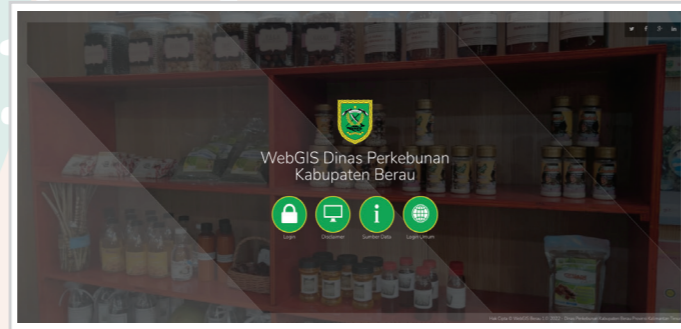 WebGIS Dinas Perkebunan
Kabupaten Berau
Login
Disclaimer
Sumber Data
Login Umum